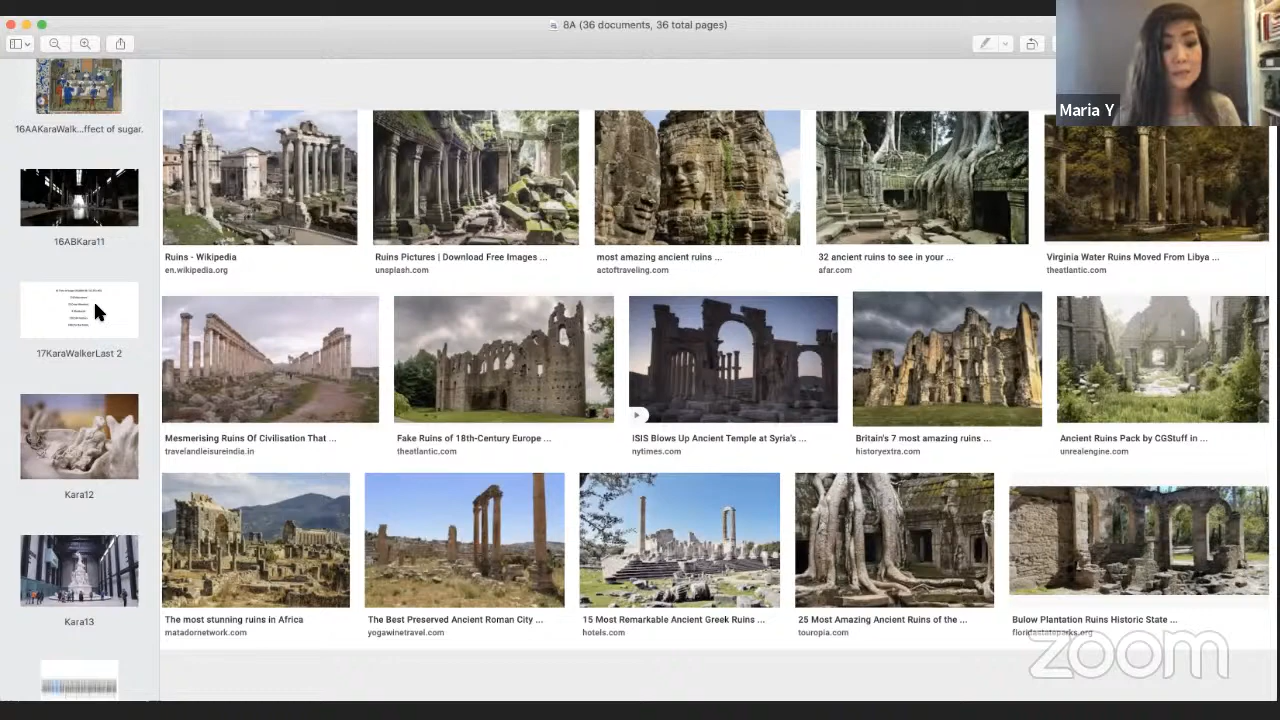 8A (36 documents, 36 total pages)
Maria Y
16AAKaraWalk...ffect of sugar.
16ABKara11
17KaraWalkerLast 2
Kara12
Kara13
Ruins - Wikipedia
en.wikipedia.org
Ruins Pictures | Download Free Images ...
unsplash.com
most amazing ancient ruins ...
actoftraveling.com
32 ancient ruins to see in your ...
afar.com
Virginia Water Ruins Moved From Libya ...
theatlantic.com
Mesmerising Ruins Of Civilisation That ...
travelandleisureindia.in
Fake Ruins of 18th-Century Europe ...
theatlantic.com
ISIS Blows Up Ancient Temple at Syria's ...
nytimes.com
Britain's 7 most amazing ruins ...
historyextra.com
Ancient Ruins Pack by CGStuff in ...
unrealengine.com
The most stunning ruins in Africa
matadornetwork.com
The Best Preserved Ancient Roman City ...
yogawinetravel.com
15 Most Remarkable Ancient Greek Ruins ...
hotels.com
25 Most Amazing Ancient Ruins of the ...
touropia.com
Bulow Plantation Ruins Historic State ...
floridastateparks.org
zoom